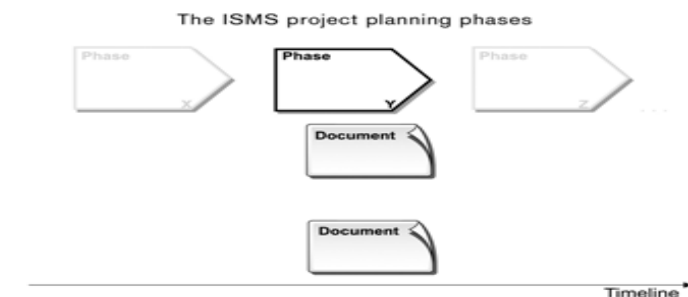 The ISMS project planning phases
Phase
X
Phase
Y
Phase
Z
. . .
Document
Document
Timeline